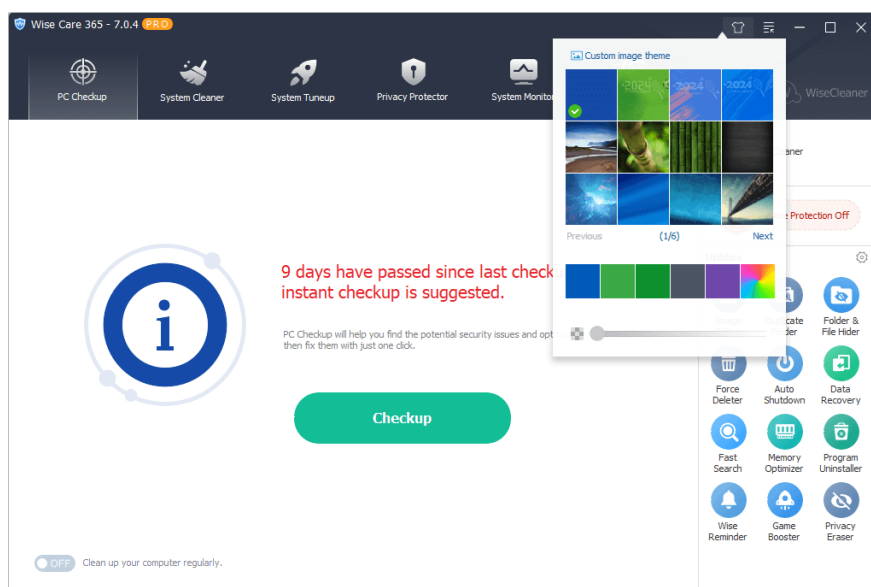 Wise Care 365 - 7.0.4 PRO
PC Checkup
System Cleaner
System Tuneup
Privacy Protector
System Monitor
WiseCleaner
Custom image theme
-2024
-2024
-2024
Previous
(1/6)
Next
Protection Off
9 days have passed since last
instant checkup is suggested.
PC Checkup will help you find the potential security issues and
then fix them with just one click.
Checkup
Folder &
File Hider
Force
Deleter
Auto
Shutdown
Data
Recovery
Fast
Search
Memory
Optimizer
Program
Uninstaller
Wise
Reminder
Game
Booster
Privacy
Eraser
OFF
Clean up your computer regularly.